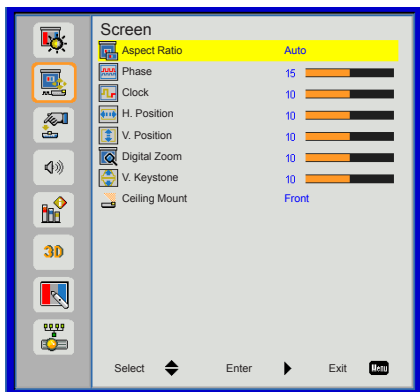 Screen
Aspect Ratio Auto
Phase 15
Clock 10
H. Position 10
V. Position 10
Digital Zoom 10
V. Keystone 10
Ceiling Mount Front
3D
Select Enter Exit Menu